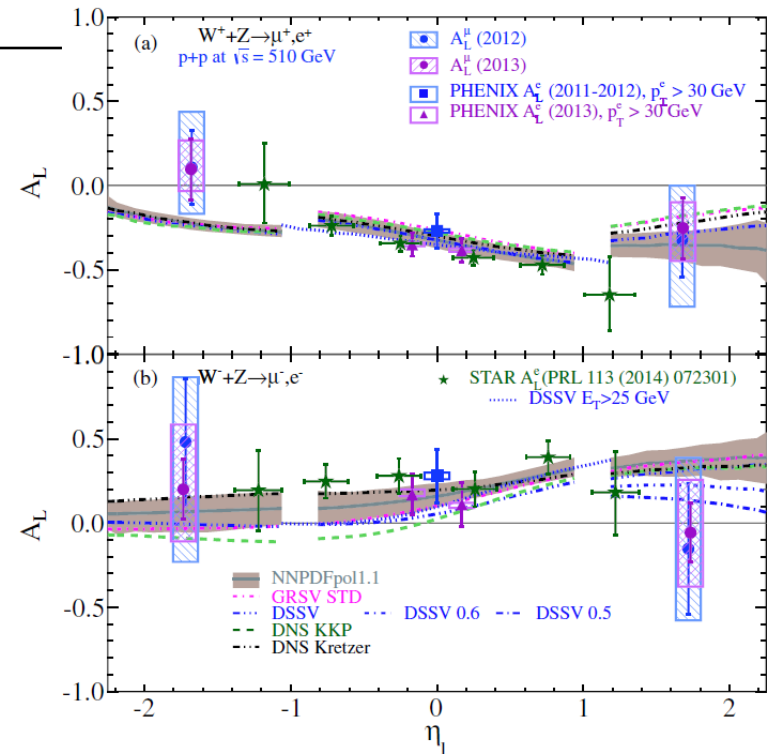 (a) W⁺+Z→μ⁺,e⁺
p+p at √s = 510 GeV
A_L^μ (2012)
A_L^μ (2013)
PHENIX A_L^e (2011-2012), p_T^e > 30 GeV
PHENIX A_L^e (2013), p_T^e > 30 GeV
1.0
0.5
0.0
-0.5
-1.0
A_L
(b) W⁻+Z→μ⁻,e⁻
STAR A_L^e (PRL 113 (2014) 072301)
DSSV E_T>25 GeV
0.5
0.0
-0.5
-1.0
A_L
NNPDFpol1.1
GRSV STD
DSSV DSSV 0.6 DSSV 0.5
DNS KKP
DNS Kretzer
-2 -1 0 1 2
η_l